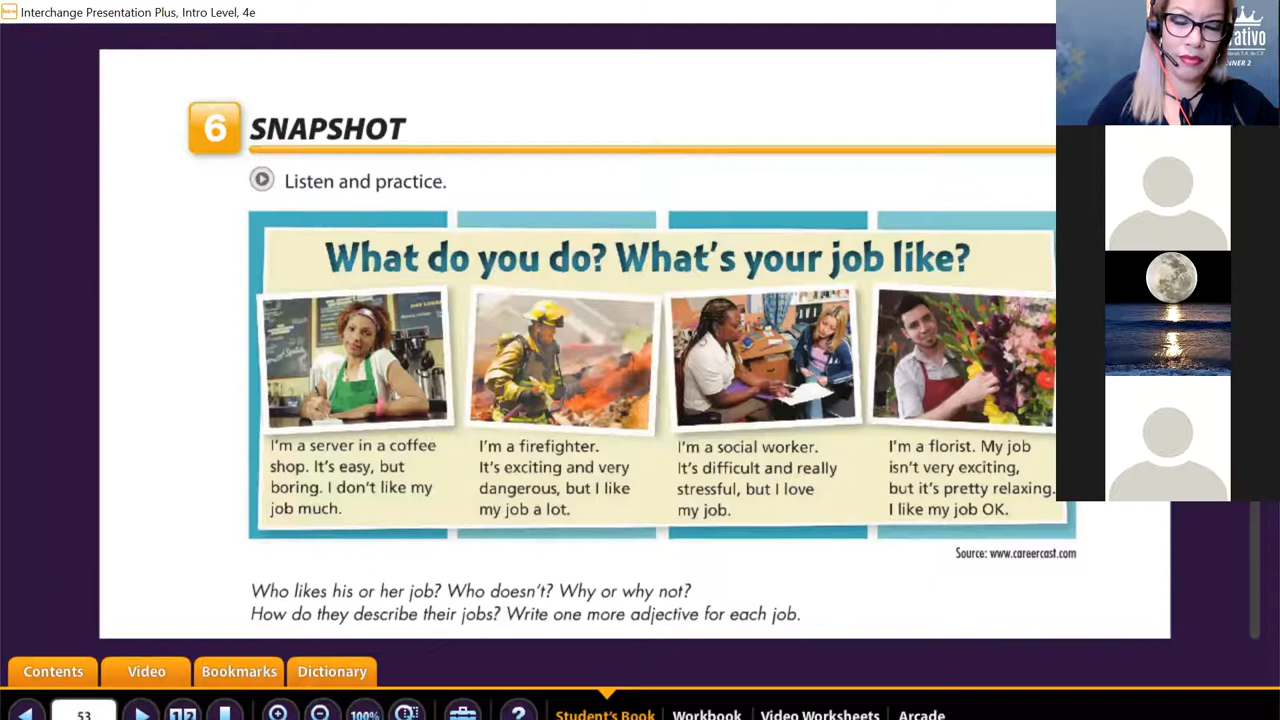 Interchange Presentation Plus, Intro Level, 4e
6 SNAPSHOT
Listen and practice.
What do you do? What's your job like?
I'm a server in a coffee
shop. It's easy, but
boring. I don't like my
job much.
I'm a firefighter.
It's exciting and very
dangerous, but I like
my job a lot.
I'm a social worker.
It's difficult and really
stressful, but I love
my job.
I'm a florist. My job
isn't very exciting,
but it's pretty relaxing.
I like my job OK.
Source: www.careercast.com
Who likes his or her job? Who doesn't? Why or why not?
How do they describe their jobs? Write one more adjective for each job.
Contents Video Bookmarks Dictionary
53 100% ? Student's Book Workbook Video Worksheets Arcade